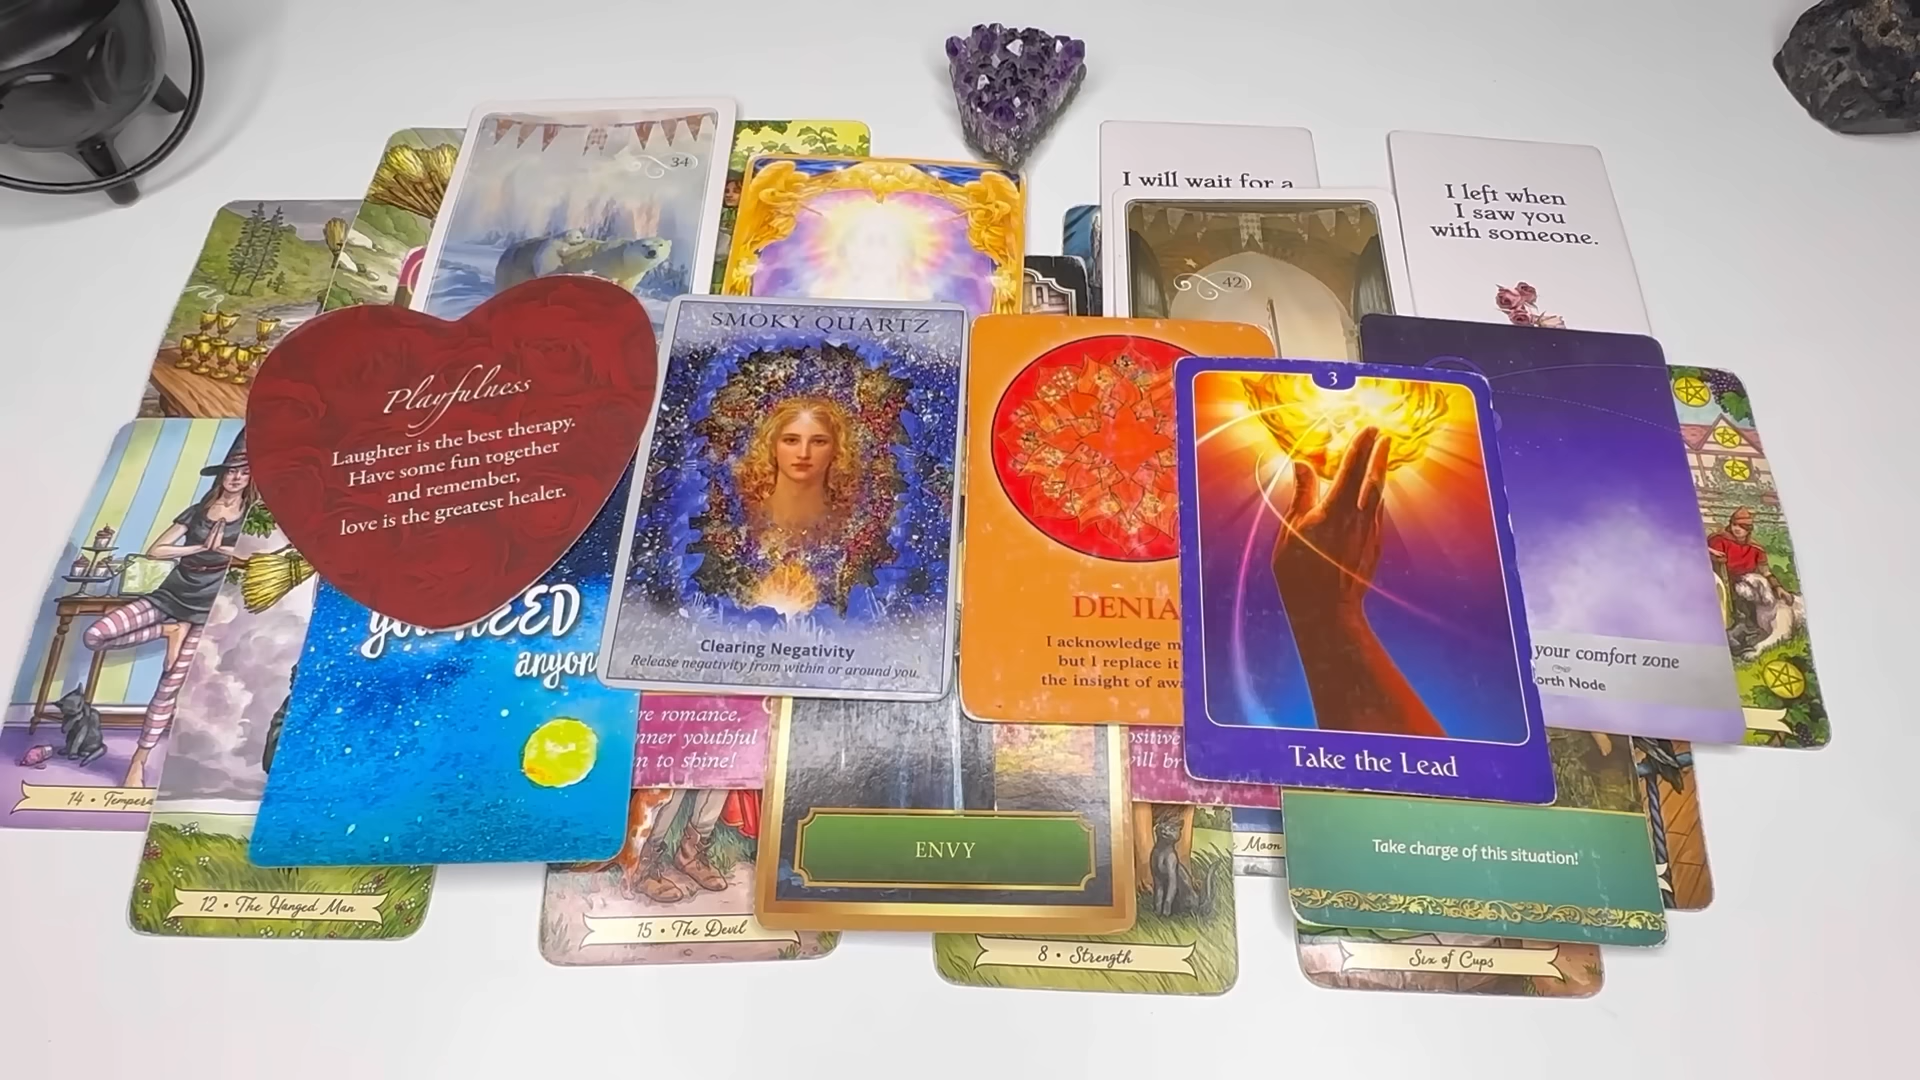 34
I will wait for a
42
I left when
I saw you
with someone.
Playfulness
Laughter is the best therapy.
Have some fun together
and remember,
love is the greatest healer.
SMOKY QUARTZ
Clearing Negativity
Release negativity from within or around you.
DENIA
I acknowledge m
but I replace it
the insight of aw
3
Take the Lead
your comfort zone
orth Node
you NEED
anyon
re romance,
nner youthful
n to shine!
ositive
will br
14 • Tempera
12 • The Hanged Man
15 • The Devil
ENVY
8 • Strength
e Moon
Take charge of this situation!
Six of Cups